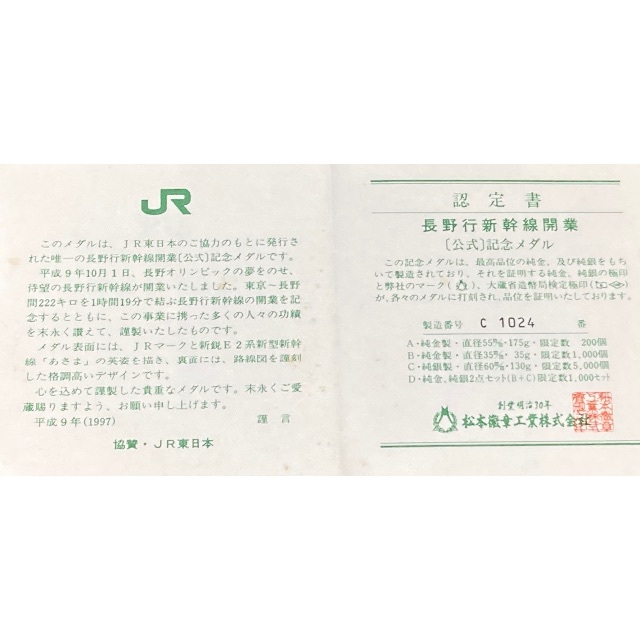 JR
このメダルは、JR東日本のご協力のもとに発行さ
れた唯一の長野行新幹線開業〔公式〕記念メダルです。
平成9年10月1日、長野オリンピックの夢をのせ、
待望の長野行新幹線が開業いたしました。東京〜長野
間222キロを1時間19分で結ぶ長野行新幹線の開業を記
念するとともに、この事業に携った多くの人々の功績
を末永く讃えて、謹製いたしたものです。
メダル表面には、JRマークと新鋭E2系新型新幹
線「あさま」の英姿を描き、裏面には、路線図を謹刻
した格調高いデザインです。
心を込めて謹製した貴重なメダルです。末永くご愛
蔵賜りますよう、お願い申し上げます。
平成9年(1997) 謹言
協賛・JR東日本
認定書
長野行新幹線開業
〔公式〕記念メダル
この記念メダルは、最高品位の純金、及び純銀をもち
いて製造されており、それを証明する純金、純銀の極印
と弊社のマーク( )、大蔵省造幣局検定極印( )
が、各々のメダルに打刻され、品位を証明いたしております。
製造番号 C 1024 番
A・純金製・直径55㎜・175g・限定数 200個
B・純金製・直径35㎜・35g・限定数1,000個
C・純銀製・直径60㎜・130g・限定数5,000個
D・純金、純銀2点セット(B+C)限定数1,000セット
創業明治30年
松本徽章工業株式会社